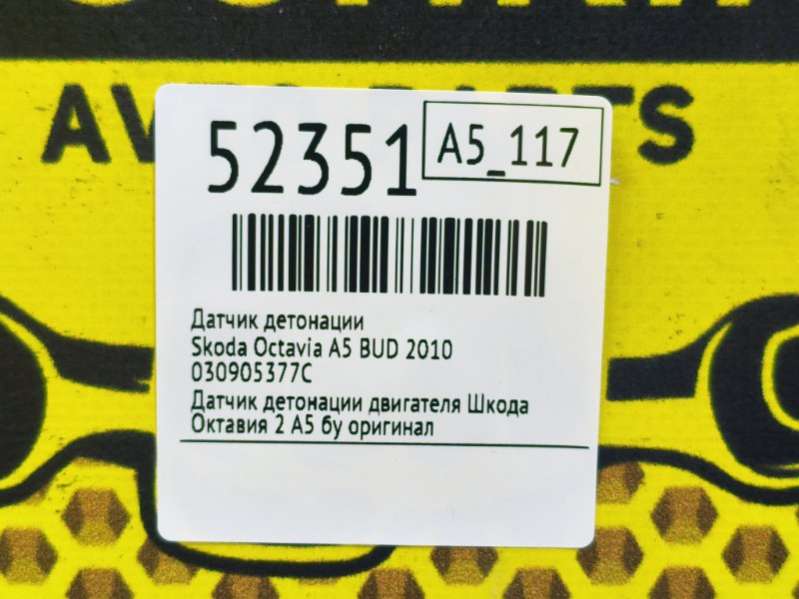 52351
A5_117
Датчик детонации
Skoda Octavia A5 BUD 2010
030905377C
Датчик детонации двигателя Шкода
Октавия 2 А5 бу оригинал